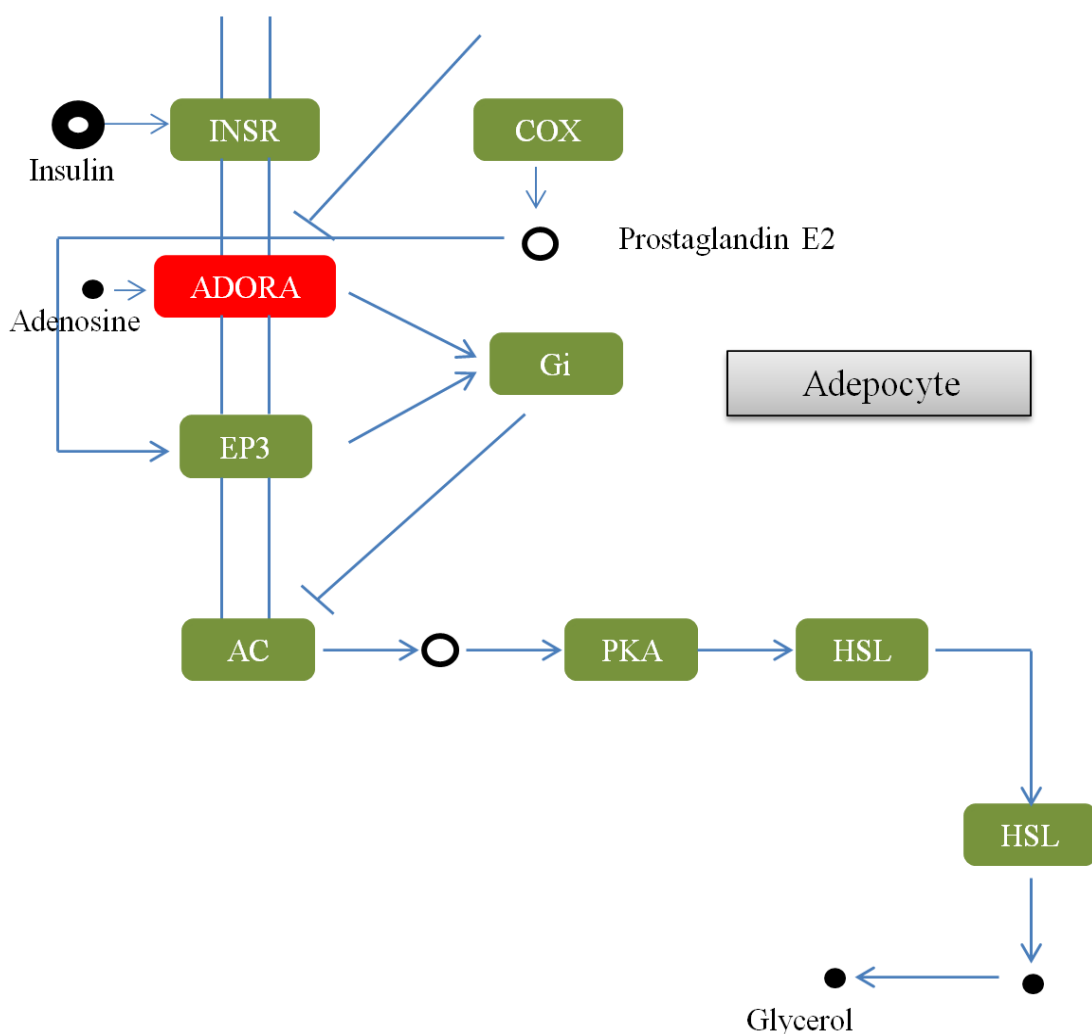 INSR
COX
Insulin
Prostaglandin E2
ADORA
Adenosine
Gi
Adepocyte
EP3
AC
PKA
HSL
HSL
Glycerol